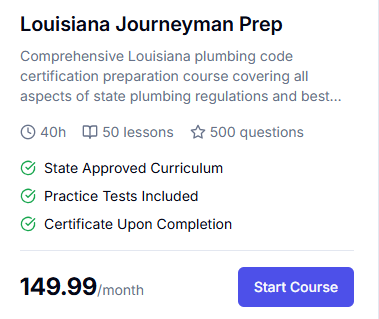 Louisiana Journeyman Prep
Comprehensive Louisiana plumbing code
certification preparation course covering all
aspects of state plumbing regulations and best...
40h 50 lessons 500 questions
State Approved Curriculum
Practice Tests Included
Certificate Upon Completion
149.99/month Start Course